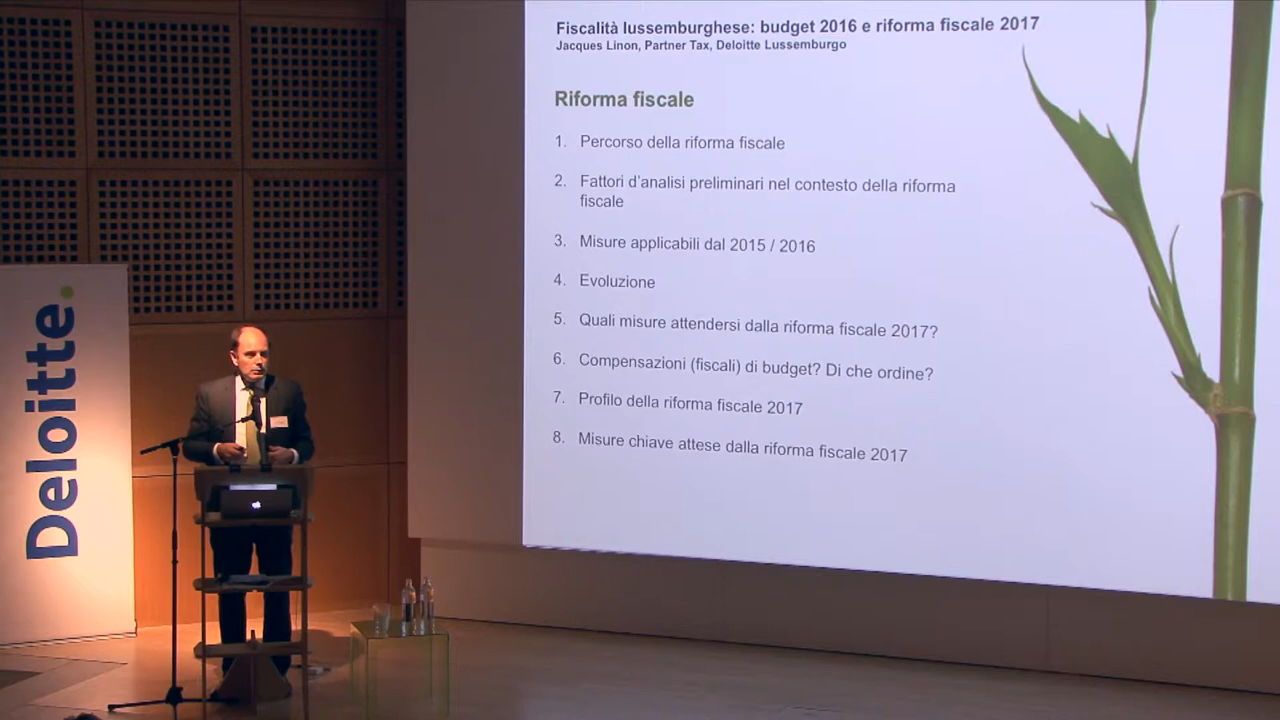 Fiscalità lussemburghese: budget 2016 e riforma fiscale 2017
Jacques Linon, Partner Tax, Deloitte Lussemburgo
Riforma fiscale
1. Percorso della riforma fiscale
2. Fattori d'analisi preliminari nel contesto della riforma
fiscale
3. Misure applicabili dal 2015 / 2016
4. Evoluzione
5. Quali misure attendersi dalla riforma fiscale 2017?
6. Compensazioni (fiscali) di budget? Di che ordine?
7. Profilo della riforma fiscale 2017
8. Misure chiave attese dalla riforma fiscale 2017
Deloitte.